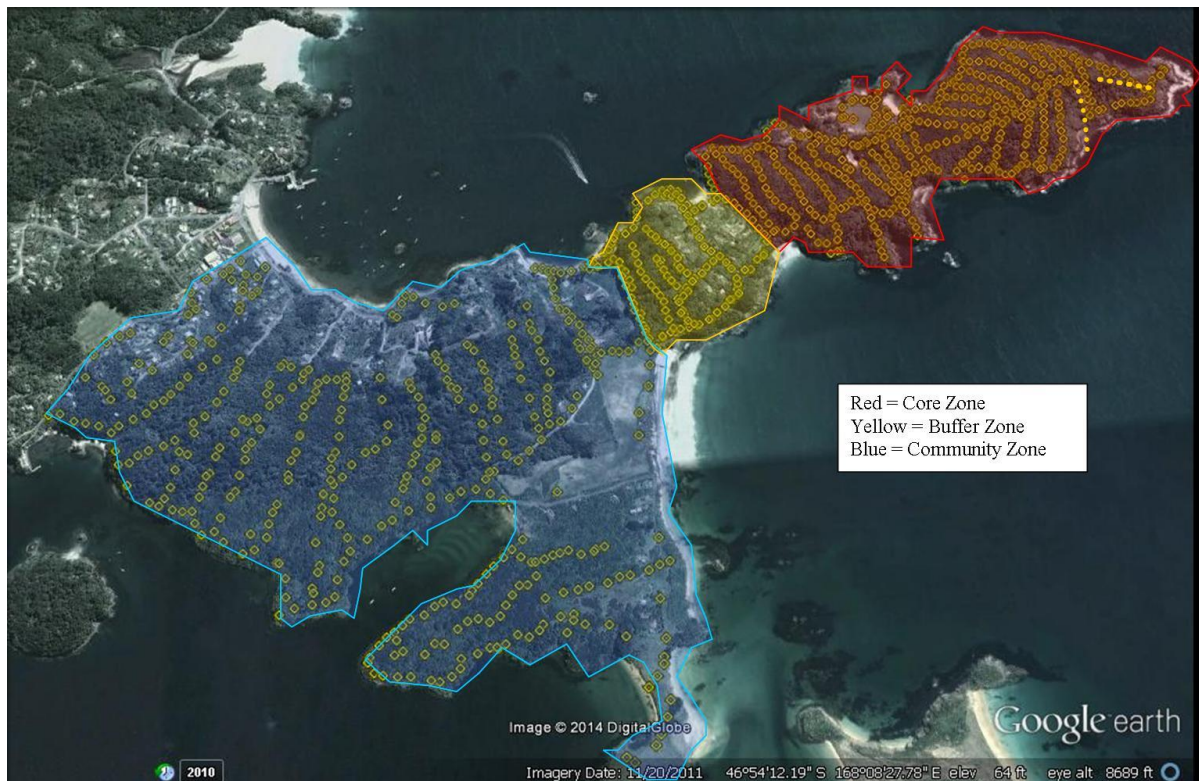 Red = Core Zone
Yellow = Buffer Zone
Blue = Community Zone
Image © 2014 DigitalGlobe
Google earth
2010
Imagery Date: 11/20/2011 46°54'12.19" S 168°08'27.78" E elev 64 ft eye alt 8689 ft